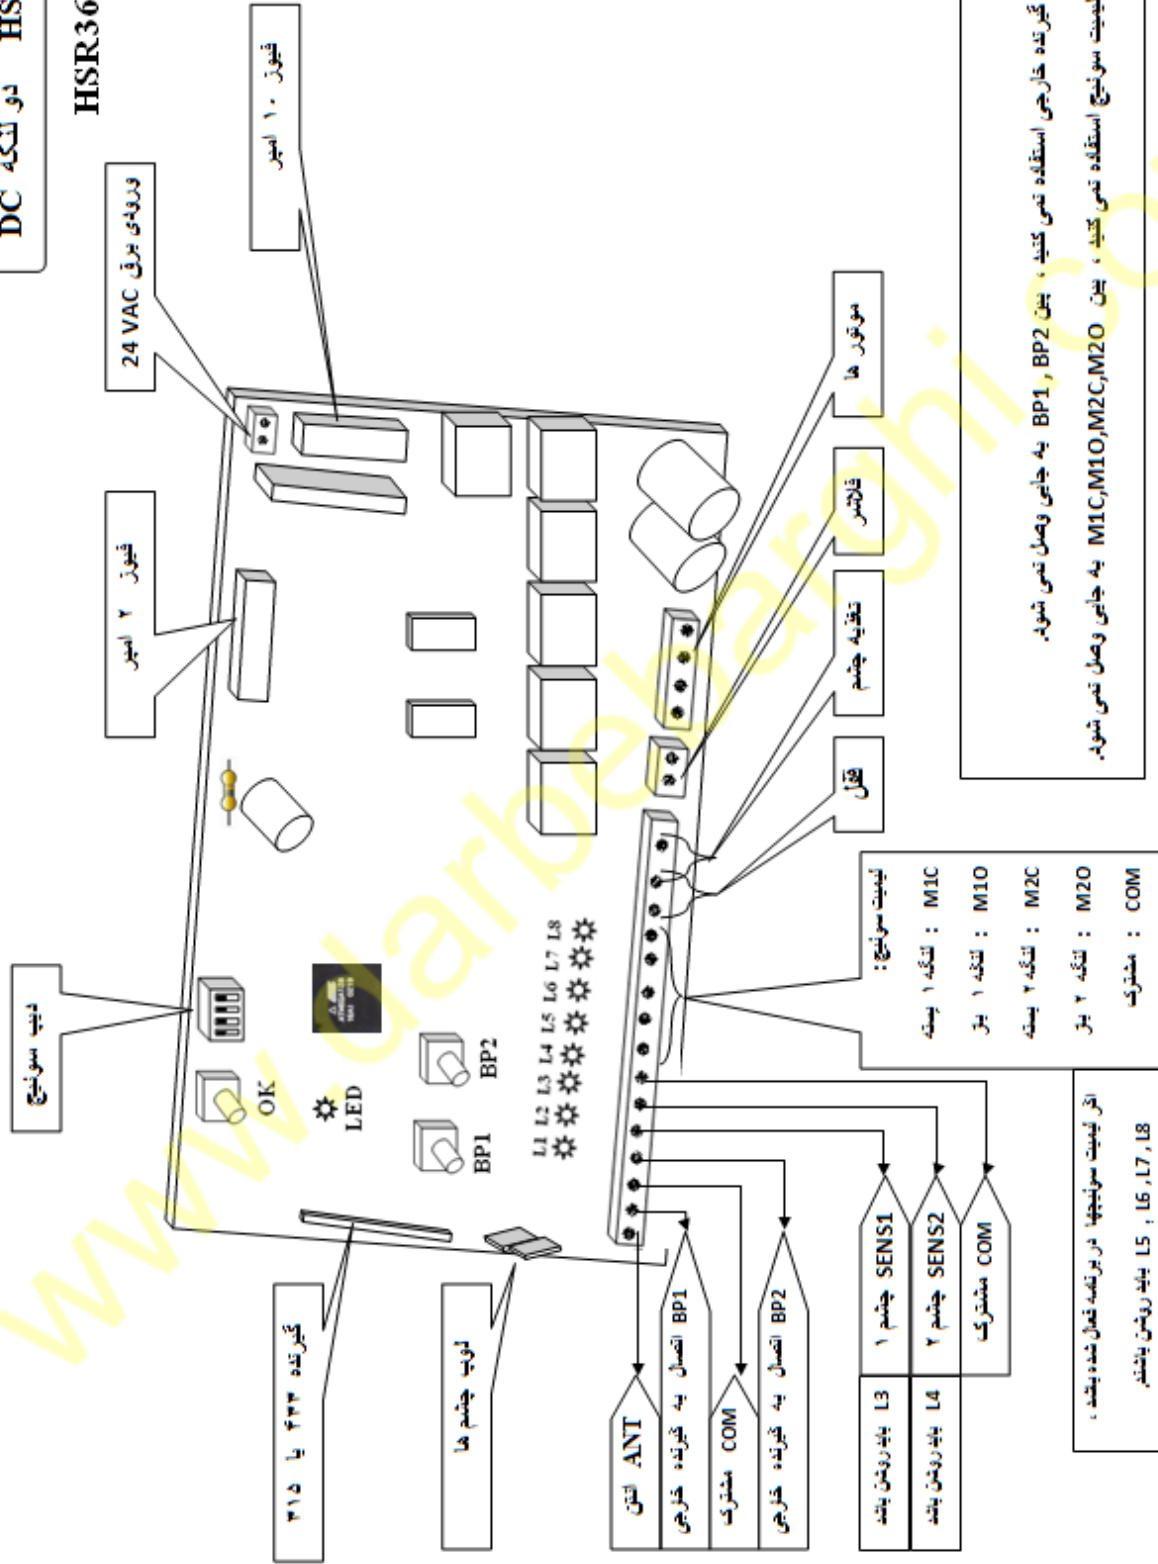 دو لنگه DC
HSR36
فیوز ۱۰ امپر
ورودی برق 24 VAC
فیوز ۲ امپر
دیپ سوئیچ
OK
LED
BP1
BP2
L1 L2 L3 L4 L5 L6 L7 L8
گیرنده ۴۳۳ یا ۳۱۵
لوپ چشم ها
موتور ها
فلاشر
تغذیه چشم
قفل
لیمیت سوئیچ :
M1C : لنگه ۱ بسته
M1O : لنگه ۱ باز
M2C : لنگه ۲ بسته
M2O : لنگه ۲ باز
COM : مشترک
ANT انتن
BP1 اتصال به گیرنده خارجی
COM مشترک
BP2 اتصال به گیرنده خارجی
SENS1 چشم ۱
L3 باید روشن باشد
SENS2 چشم ۲
L4 باید روشن باشد
COM مشترک
اگر لیمیت سوئیچها در برنامه فعال شده باشد ،
L5 , L6 , L7 , L8 باید روشن باشند.
گیرنده خارجی استفاده نمی کنید ، پین BP1 , BP2 به جایی وصل نمی شود.
لیمیت سوئیچ استفاده نمی کنید ، پین M1C,M1O,M2C,M2O به جایی وصل نمی شود.